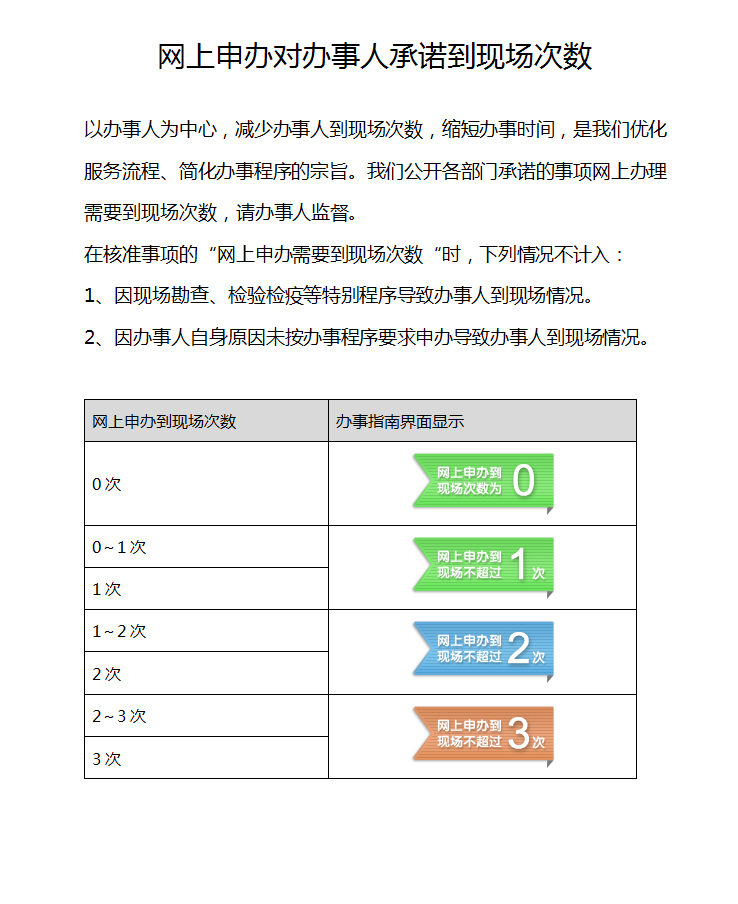 网上申办对办事人承诺到现场次数
以办事人为中心，减少办事人到现场次数，缩短办事时间，是我们优化
服务流程、简化办事程序的宗旨。我们公开各部门承诺的事项网上办理
需要到现场次数，请办事人监督。
在核准事项的“网上申办需要到现场次数“时，下列情况不计入：
1、因现场勘查、检验检疫等特别程序导致办事人到现场情况。
2、因办事人自身原因未按办事程序要求申办导致办事人到现场情况。
网上申办到现场次数
办事指南界面显示
0 次
网上申办到
现场次数为 0
0~1 次
1 次
网上申办到
现场不超过 1 次
1~2 次
2 次
网上申办到
现场不超过 2 次
2~3 次
3 次
网上申办到
现场不超过 3 次